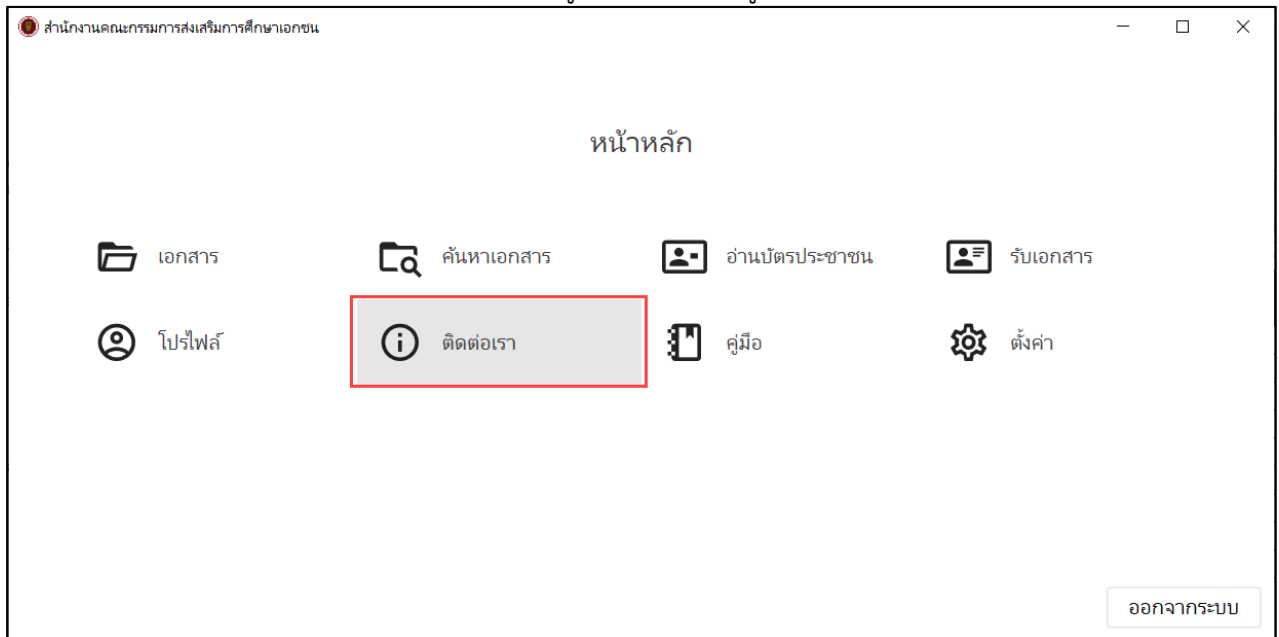 สำนักงานคณะกรรมการส่งเสริมการศึกษาเอกชน
หน้าหลัก
เอกสาร ค้นหาเอกสาร อ่านบัตรประชาชน รับเอกสาร
โปรไฟล์ ติดต่อเรา คู่มือ ตั้งค่า
ออกจากระบบ